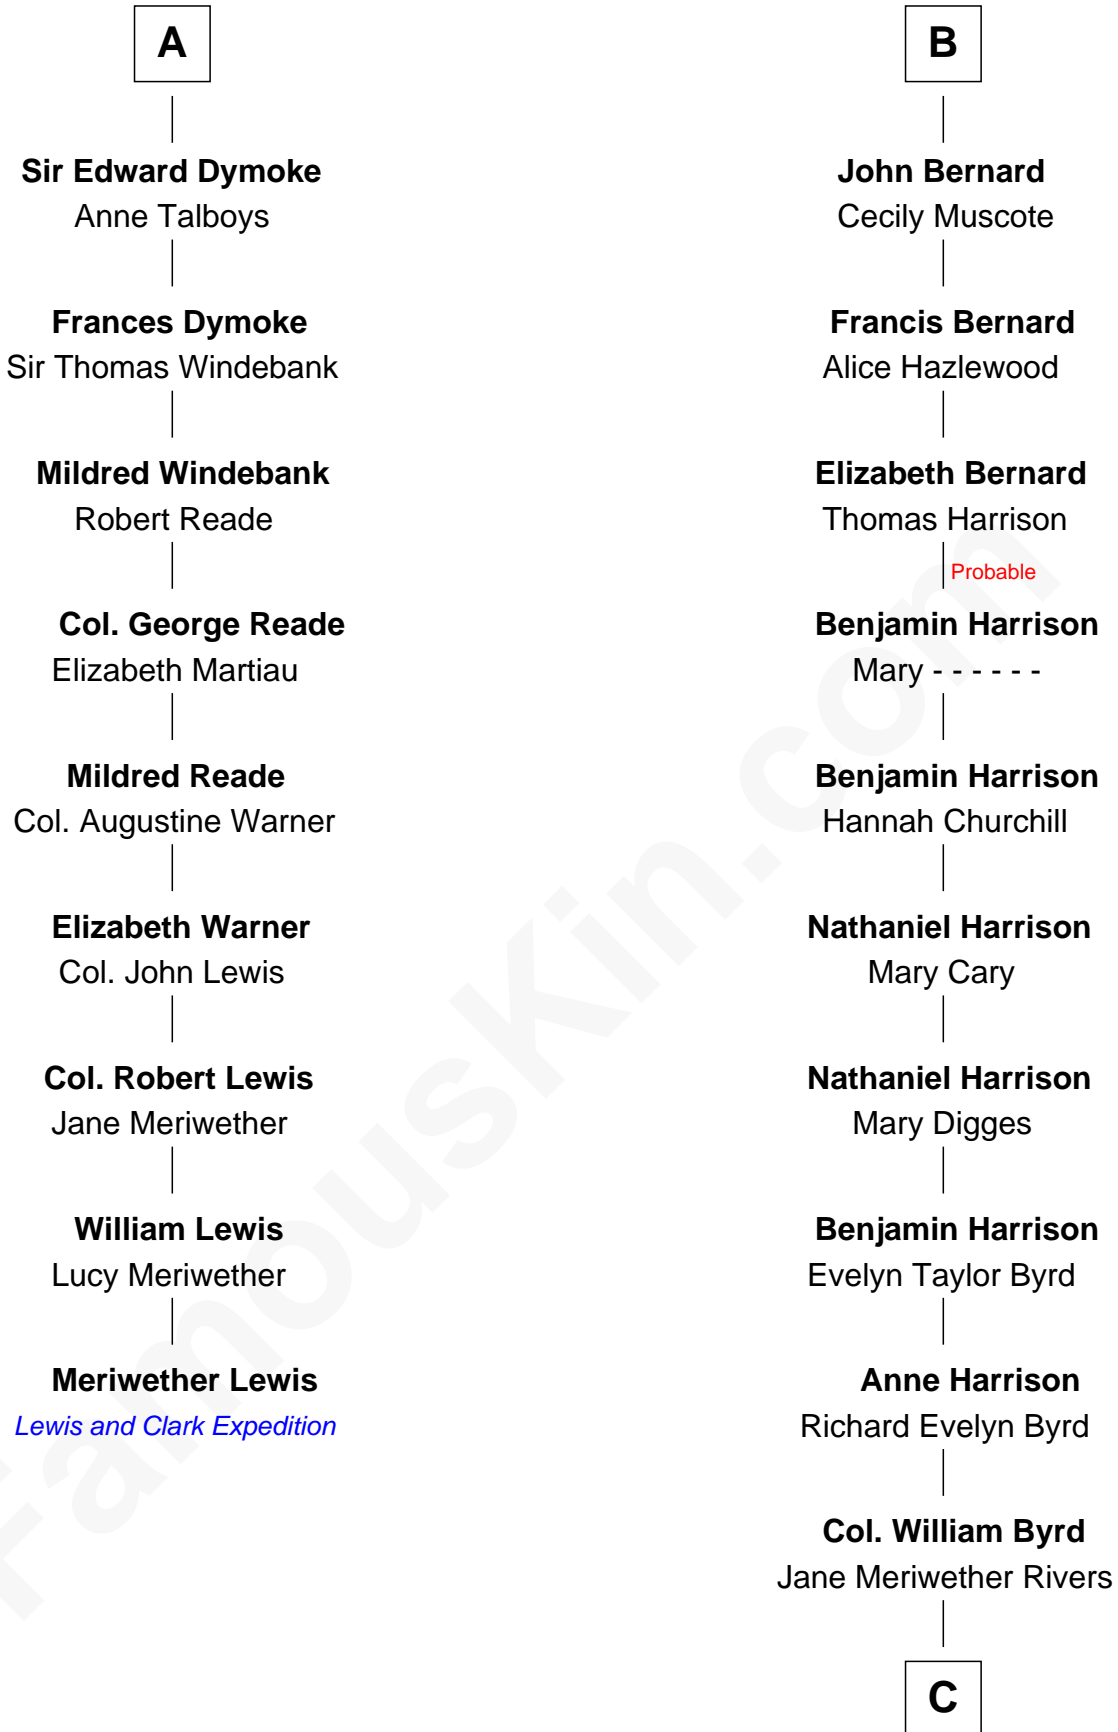 A
Sir Edward Dymoke
Anne Talboys
Frances Dymoke
Sir Thomas Windebank
Mildred Windebank
Robert Reade
Col. George Reade
Elizabeth Martiau
Mildred Reade
Col. Augustine Warner
Elizabeth Warner
Col. John Lewis
Col. Robert Lewis
Jane Meriwether
William Lewis
Lucy Meriwether
Meriwether Lewis
Lewis and Clark Expedition
B
John Bernard
Cecily Muscote
Francis Bernard
Alice Hazlewood
Elizabeth Bernard
Thomas Harrison
Probable
Benjamin Harrison
Mary - - - - - -
Benjamin Harrison
Hannah Churchill
Nathaniel Harrison
Mary Cary
Nathaniel Harrison
Mary Digges
Benjamin Harrison
Evelyn Taylor Byrd
Anne Harrison
Richard Evelyn Byrd
Col. William Byrd
Jane Meriwether Rivers
C
FamousKin.com